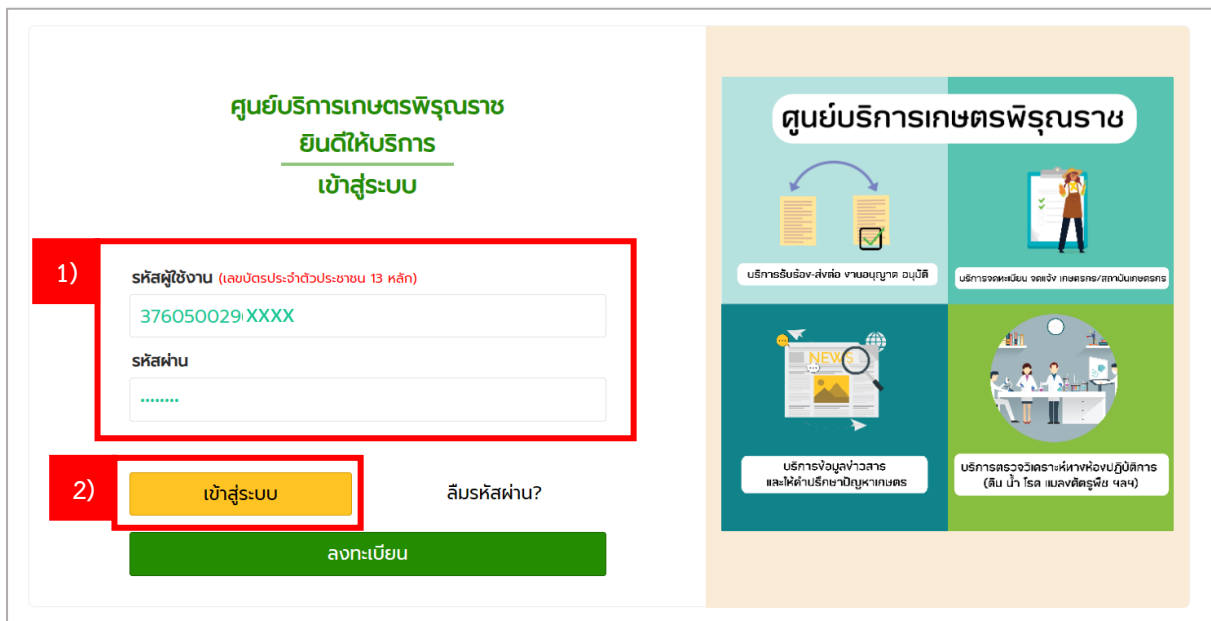 ศูนย์บริการเกษตรพิรุณราช
ยินดีให้บริการ
เข้าสู่ระบบ
1)
รหัสผู้ใช้งาน (เลขบัตรประจำตัวประชาชน 13 หลัก)
376050029XXXX
รหัสผ่าน
........
2)
เข้าสู่ระบบ
ลืมรหัสผ่าน?
ลงทะเบียน
ศูนย์บริการเกษตรพิรุณราช
บริการรับร้อง-ส่งต่อ งานอนุญาต อนุมัติ
บริการจดทะเบียน จดแจ้ง เกษตรกร/สถาบันเกษตรกร
NEWS
บริการข้อมูลข่าวสาร
และให้คำปรึกษาปัญหาเกษตร
บริการตรวจวิเคราะห์ทางห้องปฏิบัติการ
(ดิน น้ำ โรค แมลงศัตรูพืช ฯลฯ)